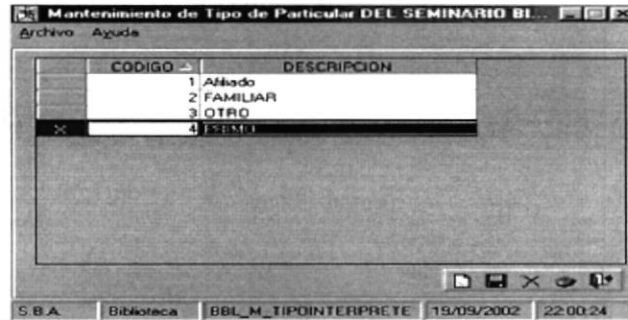 Mantenimiento de Tipo de Particular DEL SEMINARIO BI...
Archivo Ayuda
CODIGO DESCRIPCION
1 Afiliado
2 FAMILIAR
3 OTRO
4 PRIMO
S.B.A. Biblioteca BBL_M_TIPOINTERPRETE 19/09/2002 22:00:24